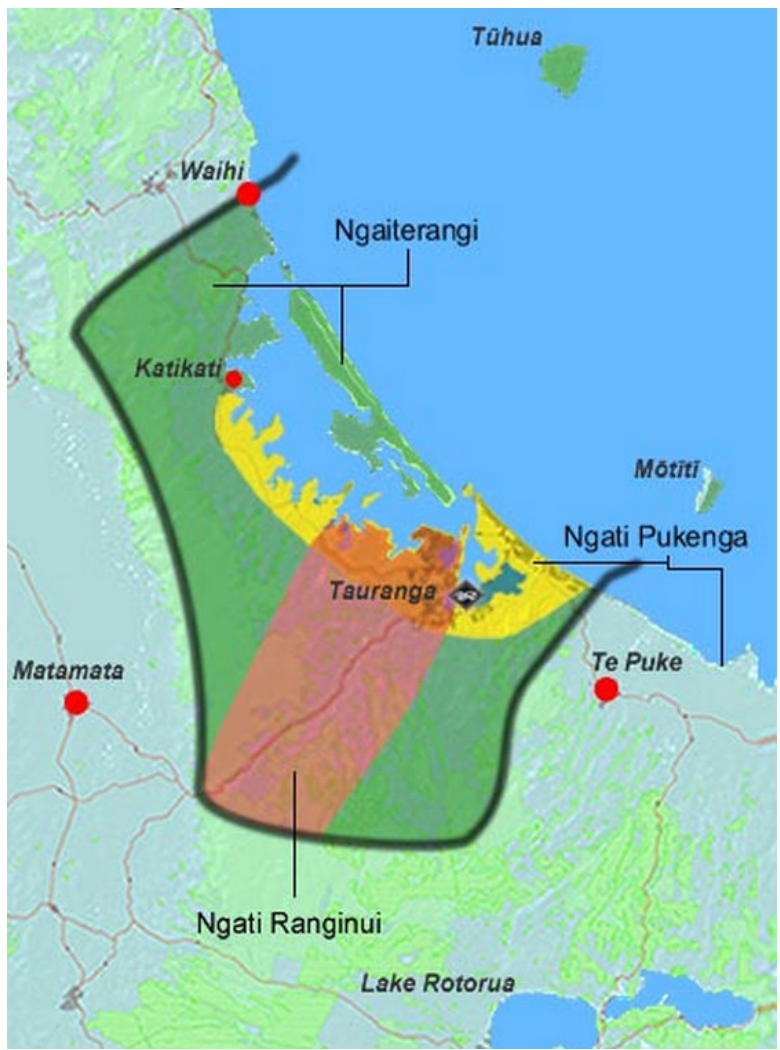 Tūhua
Waihi
Ngaiterangi
Katikati
Mōtītī
Ngati Pukenga
Tauranga
Te Puke
Matamata
Ngati Ranginui
Lake Rotorua